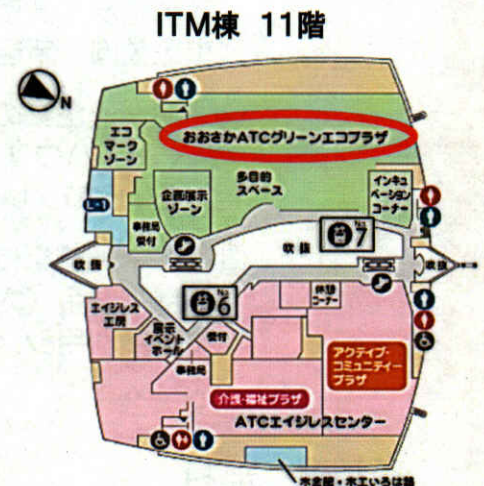 ITM棟 11階
N
おおさかATCグリーンエコプラザ
エコ
マーク
ゾーン
多目的
スペース
企画展示
ゾーン
インキュ
ベーション
コーナー
事務局
受付
No.7
吹抜
吹抜
吹抜
No.6
エイジレス
工房
休憩
コーナー
展示
イベント
ホール
受付
事務局
アクティブ・
コミュニティー
プラザ
介護・福祉プラザ
ATCエイジレスセンター